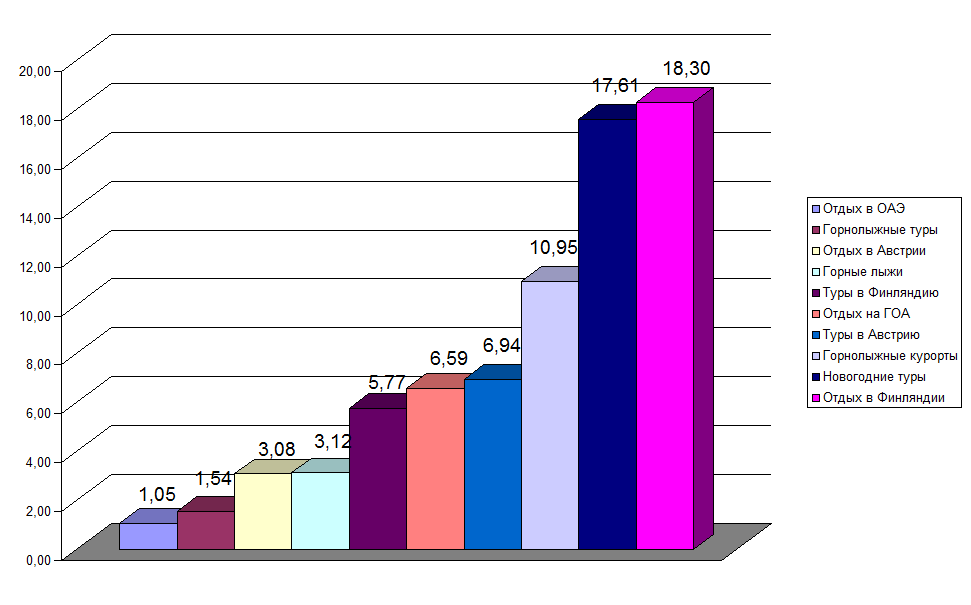 20,00
18,00
16,00
14,00
12,00
10,00
8,00
6,00
4,00
2,00
0,00
1,05
1,54
3,08
3,12
5,77
6,59
6,94
10,95
17,61
18,30
Отдых в ОАЭ
Горнолыжные туры
Отдых в Австрии
Горные лыжи
Туры в Финляндию
Отдых на ГОА
Туры в Австрию
Горнолыжные курорты
Новогодние туры
Отдых в Финляндии